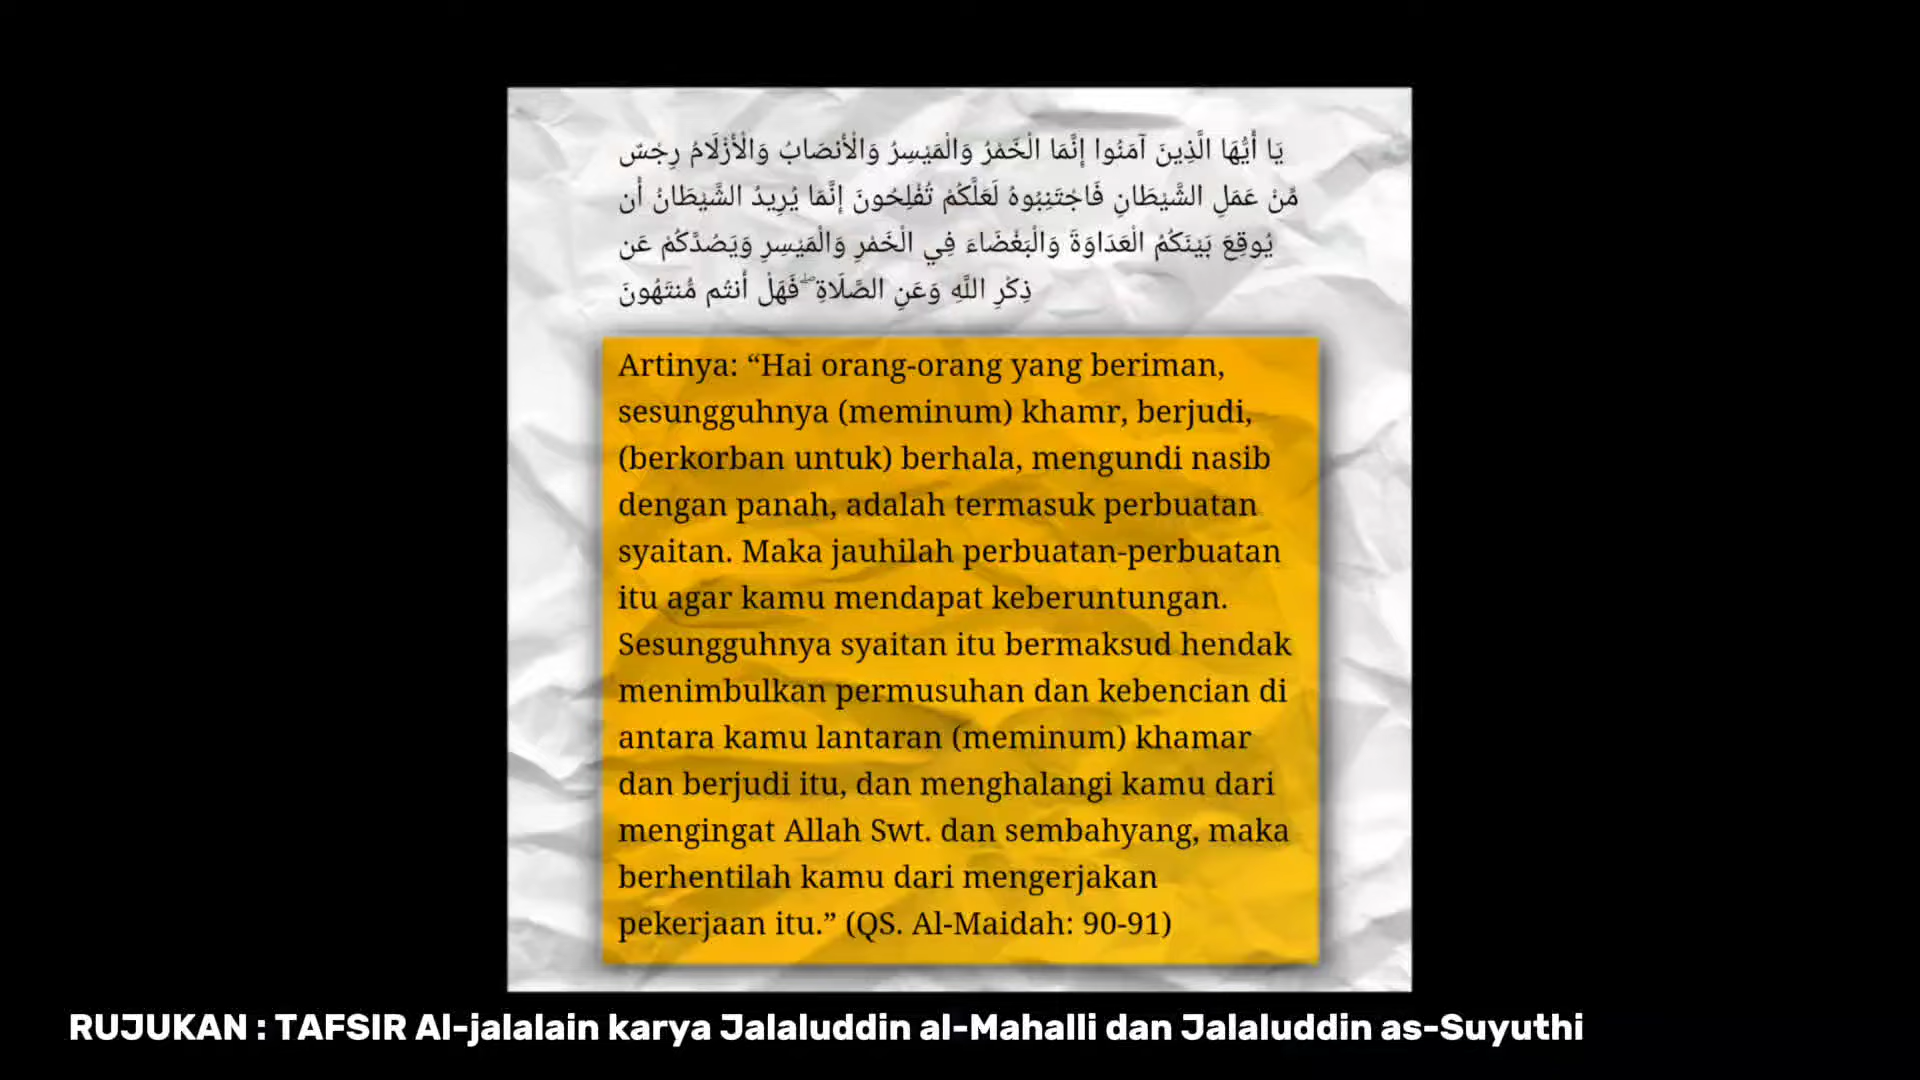 يَا أَيُّهَا الَّذِينَ آمَنُوا إِنَّمَا الْخَمْرُ وَالْمَيْسِرُ وَالْأَنصَابُ وَالْأَزْلَامُ رِجْسٌ
مِّنْ عَمَلِ الشَّيْطَانِ فَاجْتَنِبُوهُ لَعَلَّكُمْ تُفْلِحُونَ إِنَّمَا يُرِيدُ الشَّيْطَانُ أَن
يُوقِعَ بَيْنَكُمُ الْعَدَاوَةَ وَالْبَغْضَاءَ فِي الْخَمْرِ وَالْمَيْسِرِ وَيَصُدَّكُمْ عَن
ذِكْرِ اللَّهِ وَعَنِ الصَّلَاةِ ۖ فَهَلْ أَنتُم مُّنتَهُونَ
Artinya: “Hai orang-orang yang beriman,
sesungguhnya (meminum) khamr, berjudi,
(berkorban untuk) berhala, mengundi nasib
dengan panah, adalah termasuk perbuatan
syaitan. Maka jauhilah perbuatan-perbuatan
itu agar kamu mendapat keberuntungan.
Sesungguhnya syaitan itu bermaksud hendak
menimbulkan permusuhan dan kebencian di
antara kamu lantaran (meminum) khamar
dan berjudi itu, dan menghalangi kamu dari
mengingat Allah Swt. dan sembahyang, maka
berhentilah kamu dari mengerjakan
pekerjaan itu.” (QS. Al-Maidah: 90-91)
RUJUKAN : TAFSIR Al-jalalain karya Jalaluddin al-Mahalli dan Jalaluddin as-Suyuthi